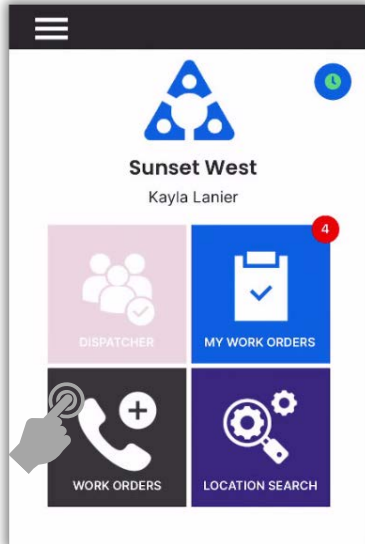 Sunset West
Kayla Lanier
4
DISPATCHER
MY WORK ORDERS
WORK ORDERS
LOCATION SEARCH